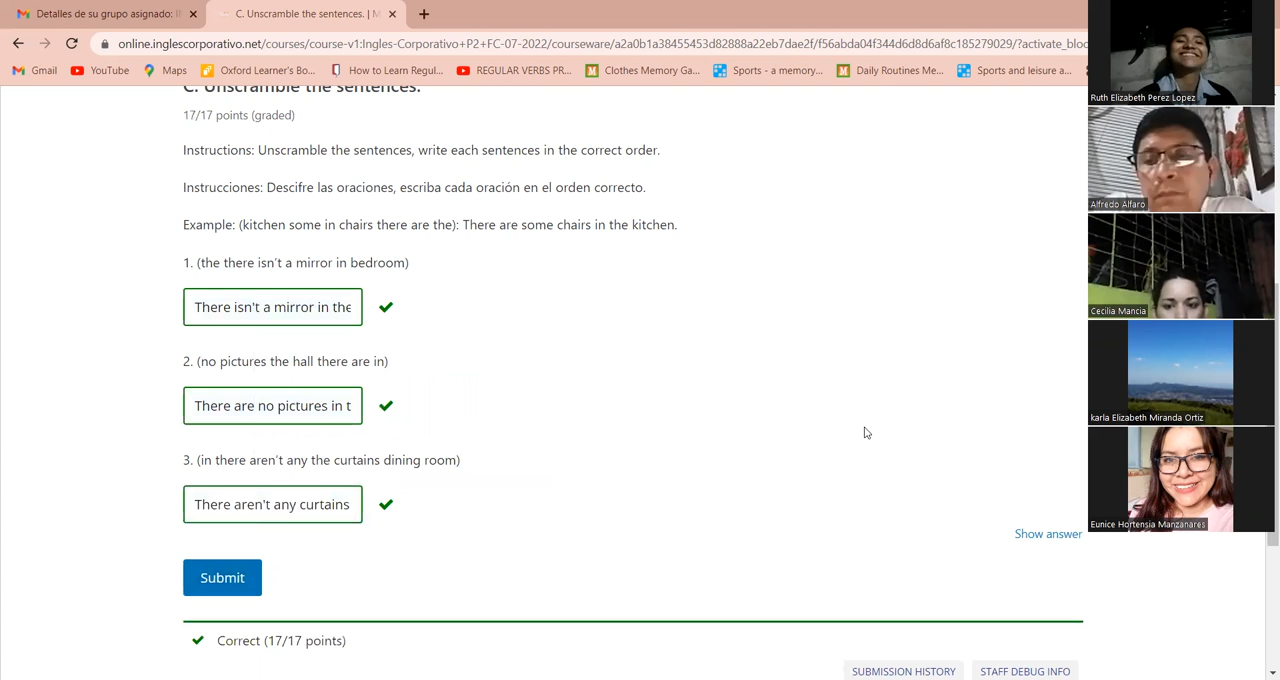 Detalles de su grupo asignado: I
C. Unscramble the sentences. | M
online.inglescorporativo.net/courses/course-v1:Ingles-Corporativo+P2+FC-07-2022/courseware/a2a0b1a38455453d82888a22eb7dae2f/f56abda04f344d6d8d6af8c185279029/?activate_bloc
Gmail
YouTube
Maps
Oxford Learner's Bo...
How to Learn Regul...
REGULAR VERBS PR...
Clothes Memory Ga...
Sports - a memory...
Daily Routines Me...
Sports and leisure a...
C. Unscramble the sentences.
17/17 points (graded)
Instructions: Unscramble the sentences, write each sentences in the correct order.
Instrucciones: Descifre las oraciones, escriba cada oración en el orden correcto.
Example: (kitchen some in chairs there are the): There are some chairs in the kitchen.
1. (the there isn't a mirror in bedroom)
There isn't a mirror in the
2. (no pictures the hall there are in)
There are no pictures in t
3. (in there aren't any the curtains dining room)
There aren't any curtains
Show answer
Submit
Correct (17/17 points)
SUBMISSION HISTORY
STAFF DEBUG INFO
Ruth Elizabeth Perez Lopez
Alfredo Alfaro
Cecilia Mancia
karla Elizabeth Miranda Ortiz
Eunice Hortensia Manzanares